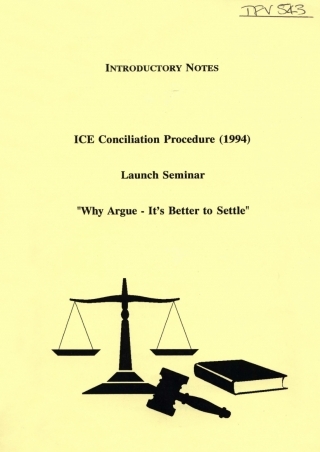 DPV 543
INTRODUCTORY NOTES
ICE Conciliation Procedure (1994)
Launch Seminar
"Why Argue - It's Better to Settle"